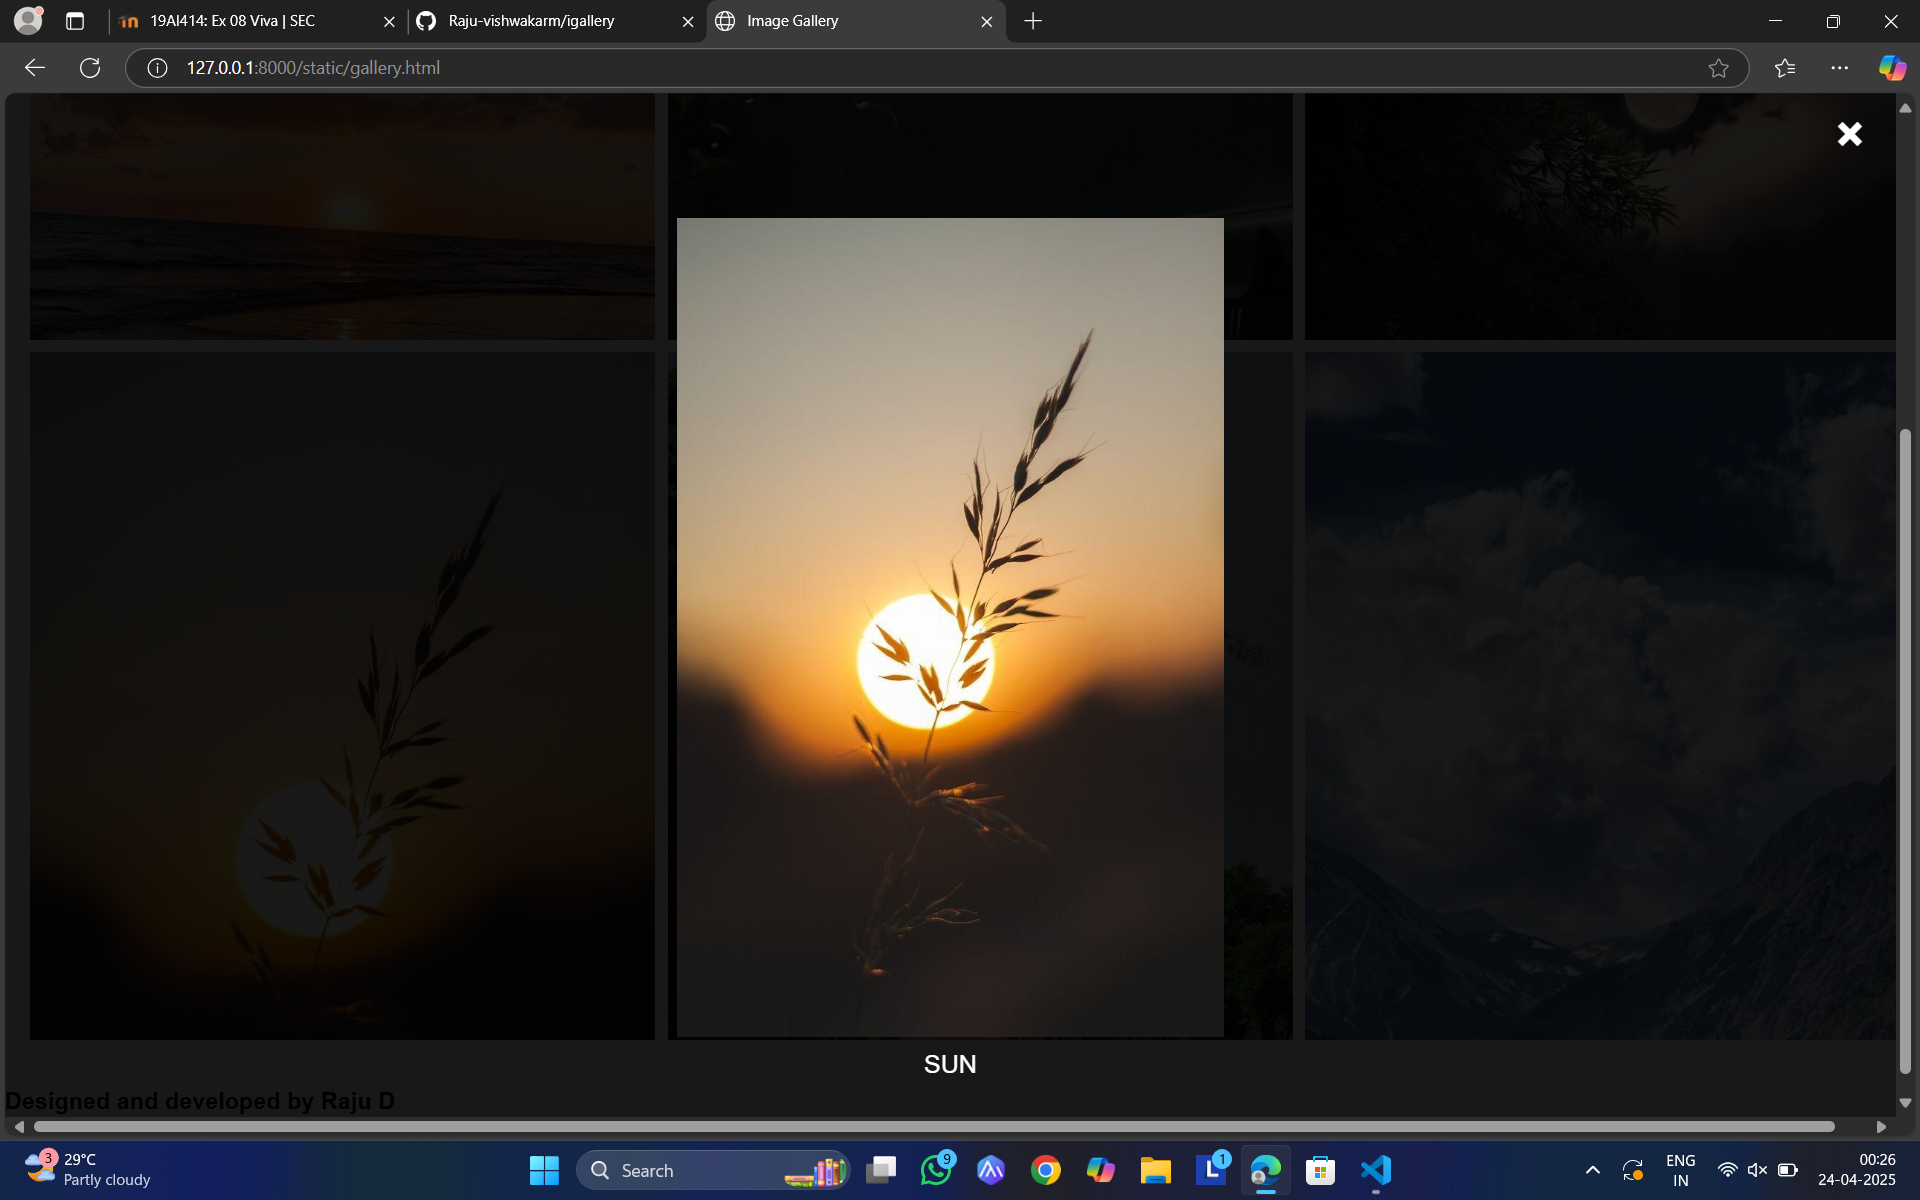 19AI414: Ex 08 Viva | SEC
Raju-vishwakarm/igallery
Image Gallery
127.0.0.1:8000/static/gallery.html
SUN
Designed and developed by Raju D
3
29°C
Partly cloudy
Search
9
L
1
ENG
IN
00:26
24-04-2025